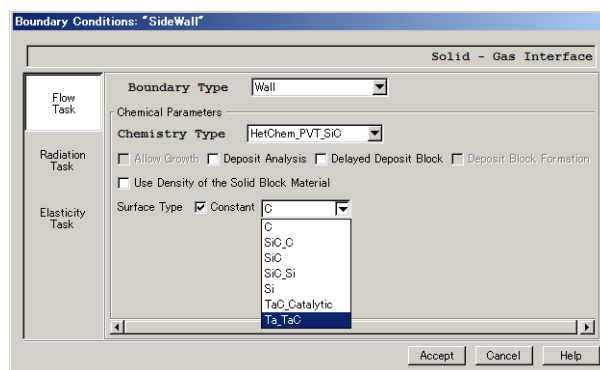 Boundary Conditions: "SideWall"
Solid - Gas Interface
Flow
Task
Radiation
Task
Elasticity
Task
Boundary Type Wall
Chemical Parameters
Chemistry Type HetChem_PVT_SiC
Allow Growth Deposit Analysis Delayed Deposit Block Deposit Block Formation
Use Density of the Solid Block Material
Surface Type Constant C
C
SiC_C
SiC
SiC_Si
Si
TaC_Catalytic
Ta_TaC
Accept Cancel Help